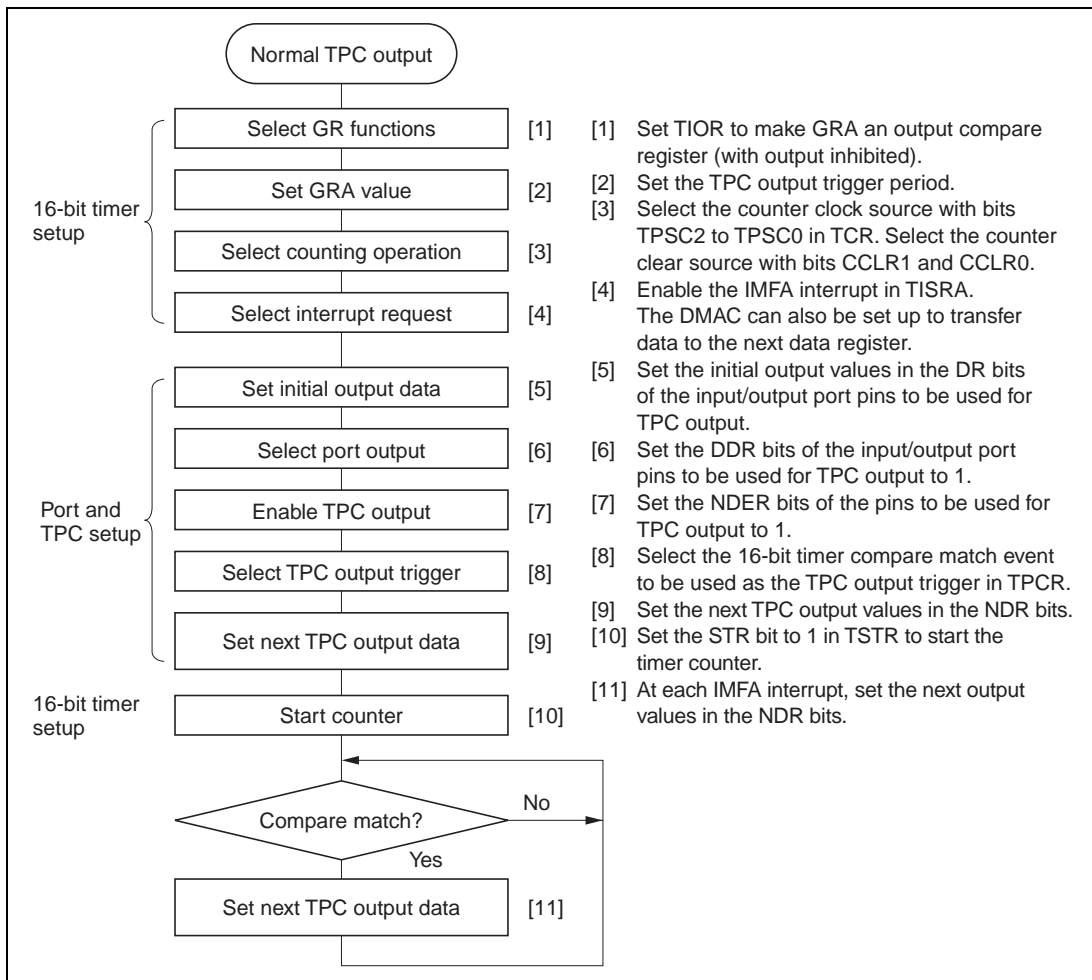 Normal TPC output
16-bit timer
setup
Select GR functions [1]
Set GRA value [2]
Select counting operation [3]
Select interrupt request [4]
Port and
TPC setup
Set initial output data [5]
Select port output [6]
Enable TPC output [7]
Select TPC output trigger [8]
Set next TPC output data [9]
16-bit timer
setup
Start counter [10]
Compare match?
No
Yes
Set next TPC output data [11]
[1] Set TIOR to make GRA an output compare
register (with output inhibited).
[2] Set the TPC output trigger period.
[3] Select the counter clock source with bits
TPSC2 to TPSC0 in TCR. Select the counter
clear source with bits CCLR1 and CCLR0.
[4] Enable the IMFA interrupt in TISRA.
The DMAC can also be set up to transfer
data to the next data register.
[5] Set the initial output values in the DR bits
of the input/output port pins to be used for
TPC output.
[6] Set the DDR bits of the input/output port
pins to be used for TPC output to 1.
[7] Set the NDER bits of the pins to be used for
TPC output to 1.
[8] Select the 16-bit timer compare match event
to be used as the TPC output trigger in TPCR.
[9] Set the next TPC output values in the NDR bits.
[10] Set the STR bit to 1 in TSTR to start the
timer counter.
[11] At each IMFA interrupt, set the next output
values in the NDR bits.